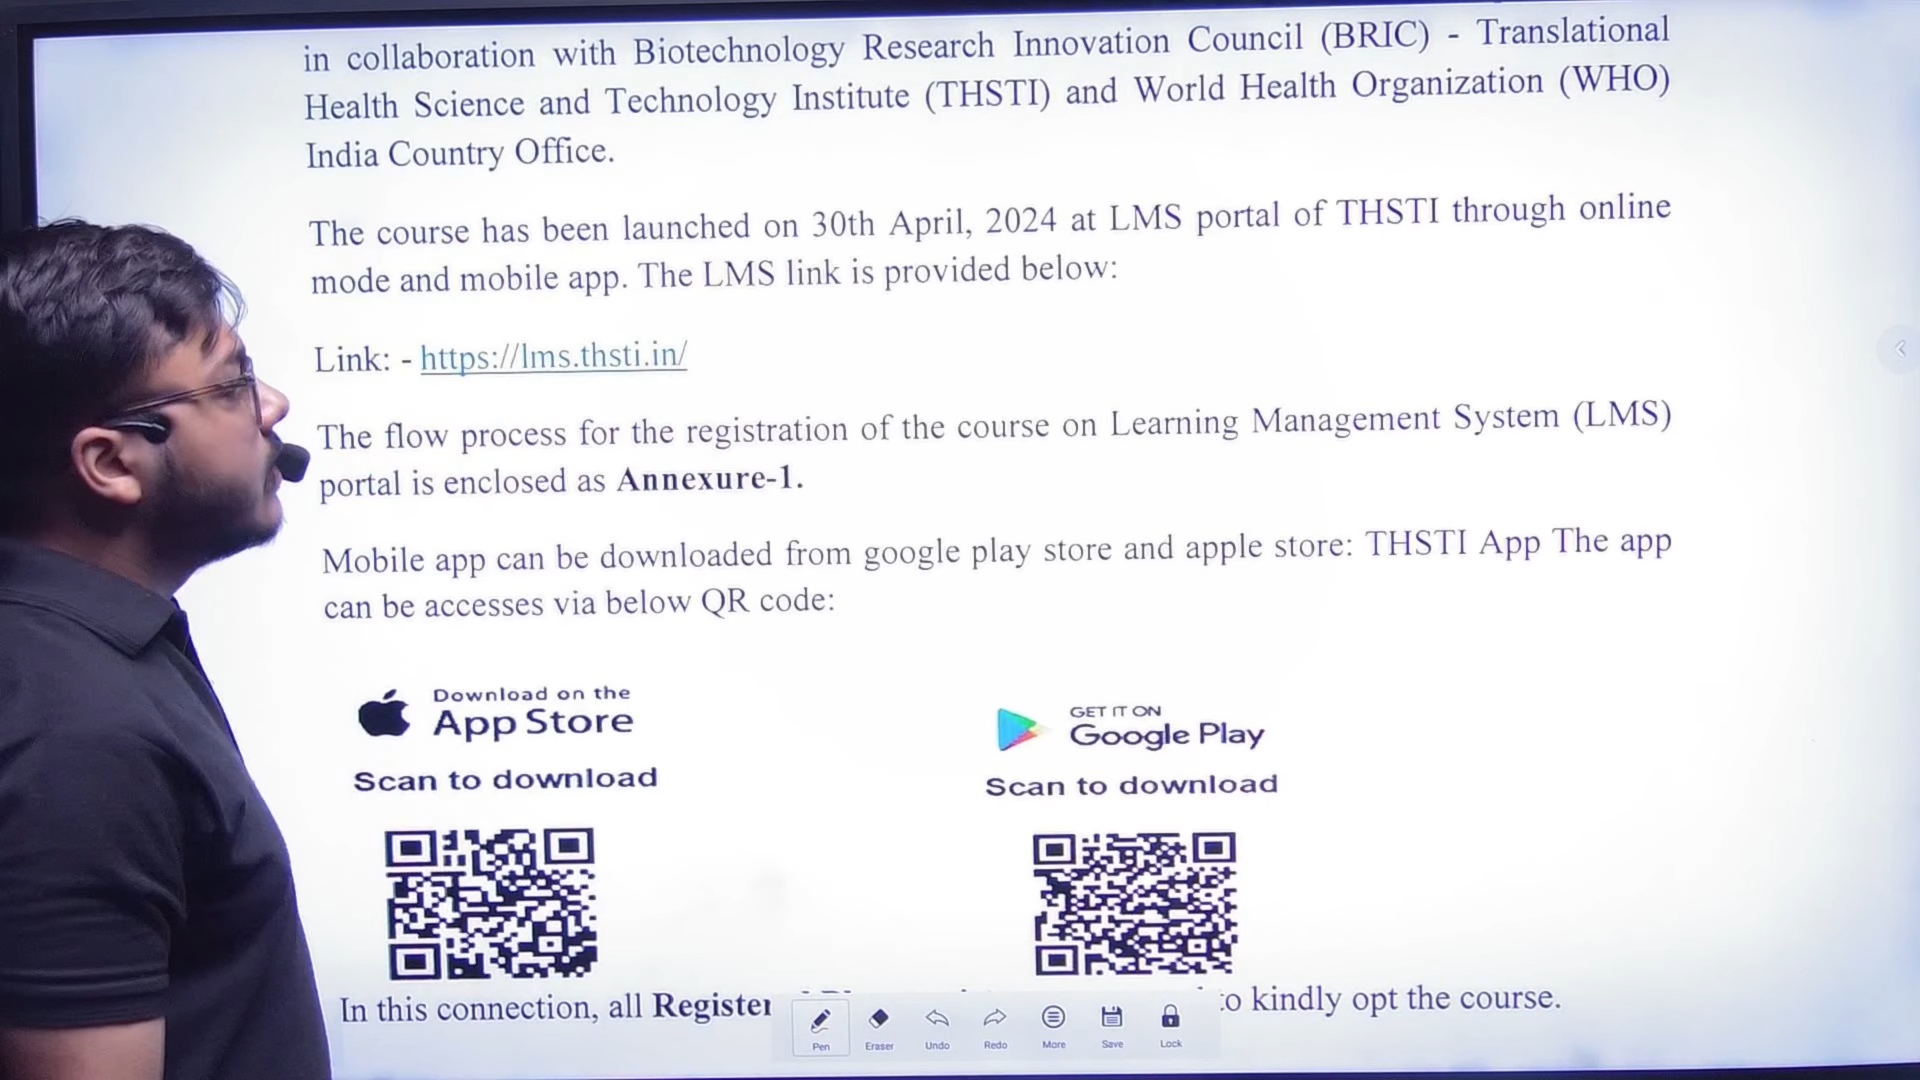 in collaboration with Biotechnology Research Innovation Council (BRIC) - Translational
Health Science and Technology Institute (THSTI) and World Health Organization (WHO)
India Country Office.
The course has been launched on 30th April, 2024 at LMS portal of THSTI through online
mode and mobile app. The LMS link is provided below:
Link: - https://lms.thsti.in/
The flow process for the registration of the course on Learning Management System (LMS)
portal is enclosed as Annexure-1.
Mobile app can be downloaded from google play store and apple store: THSTI App The app
can be accesses via below QR code:
Download on the
App Store
Scan to download
GET IT ON
Google Play
Scan to download
In this connection, all to kindly opt the course.
Pen Eraser Undo Redo More Save Lock